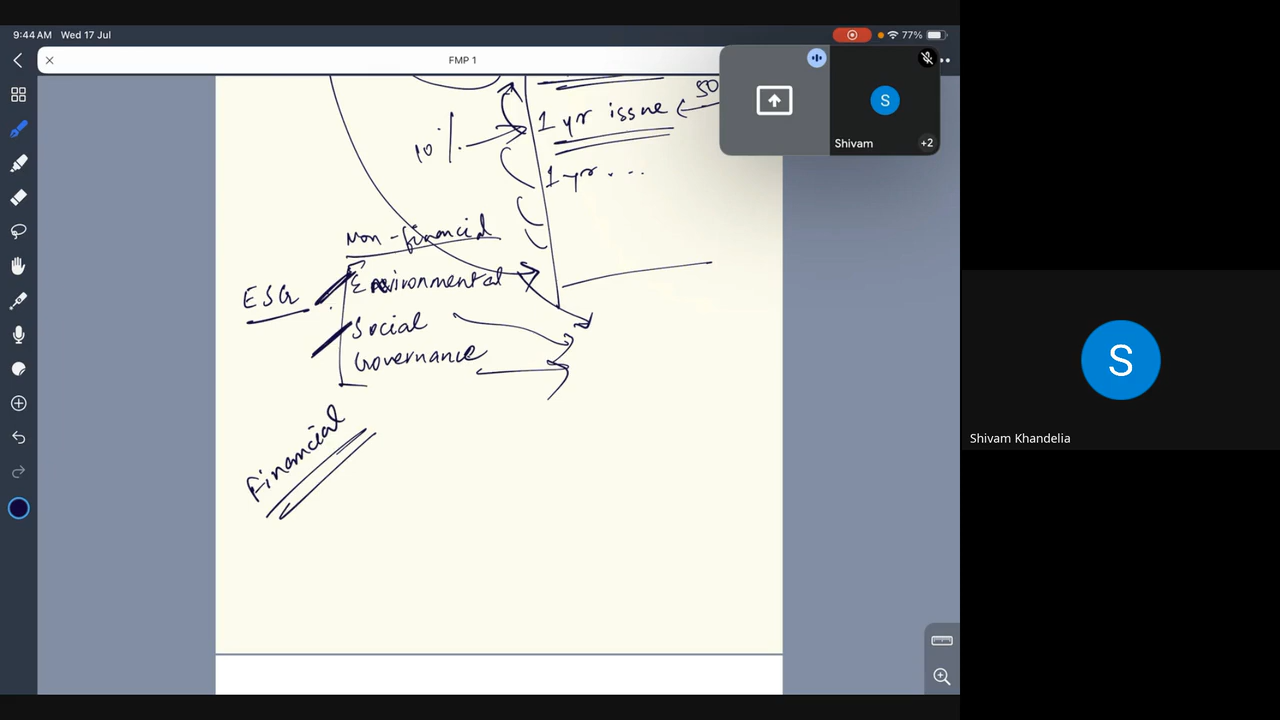 9:44 AM Wed 17 Jul
77%
FMP 1
50
1 yr issue
10%
1 yr...
Shivam
+2
S
Non-financial
ESG
Environmental
Social
Governance
Financial
S
Shivam Khandelia